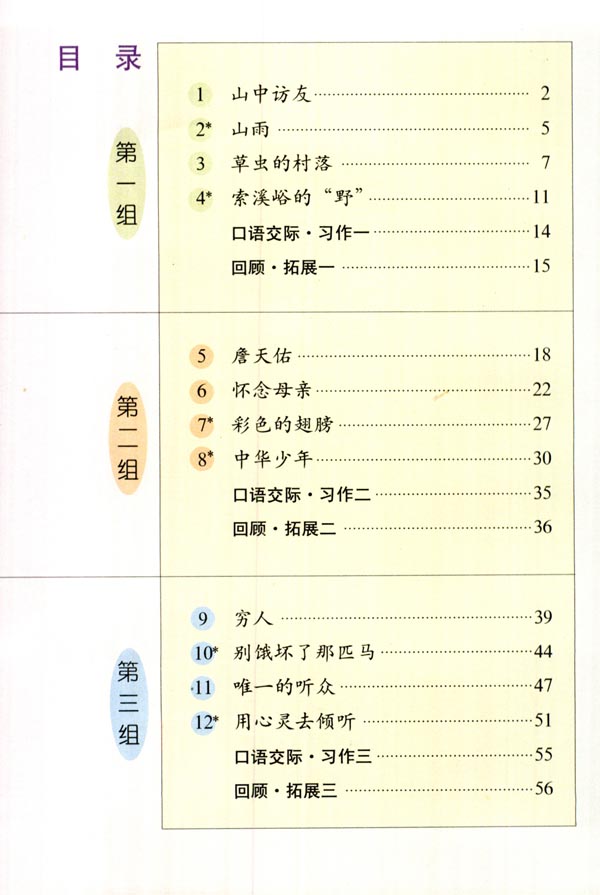 目 录
第一组
1 山中访友 2
2* 山雨 5
3 草虫的村落 7
4* 索溪峪的“野” 11
口语交际·习作一 14
回顾·拓展一 15
第二组
5 詹天佑 18
6 怀念母亲 22
7* 彩色的翅膀 27
8* 中华少年 30
口语交际·习作二 35
回顾·拓展二 36
第三组
9 穷人 39
10* 别饿坏了那匹马 44
11 唯一的听众 47
12* 用心灵去倾听 51
口语交际·习作三 55
回顾·拓展三 56